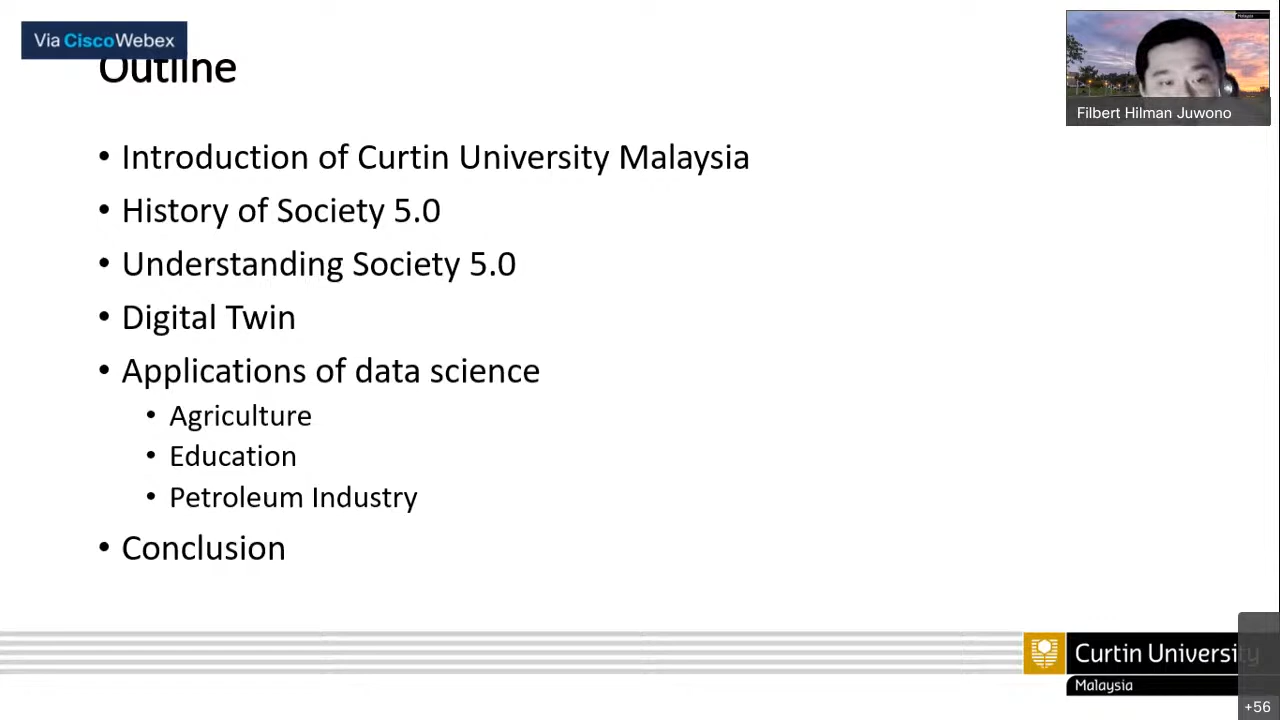 Via CiscoWebex
Outline
Filbert Hilman Juwono
• Introduction of Curtin University Malaysia
• History of Society 5.0
• Understanding Society 5.0
• Digital Twin
• Applications of data science
• Agriculture
• Education
• Petroleum Industry
• Conclusion
Curtin University
Malaysia
+56